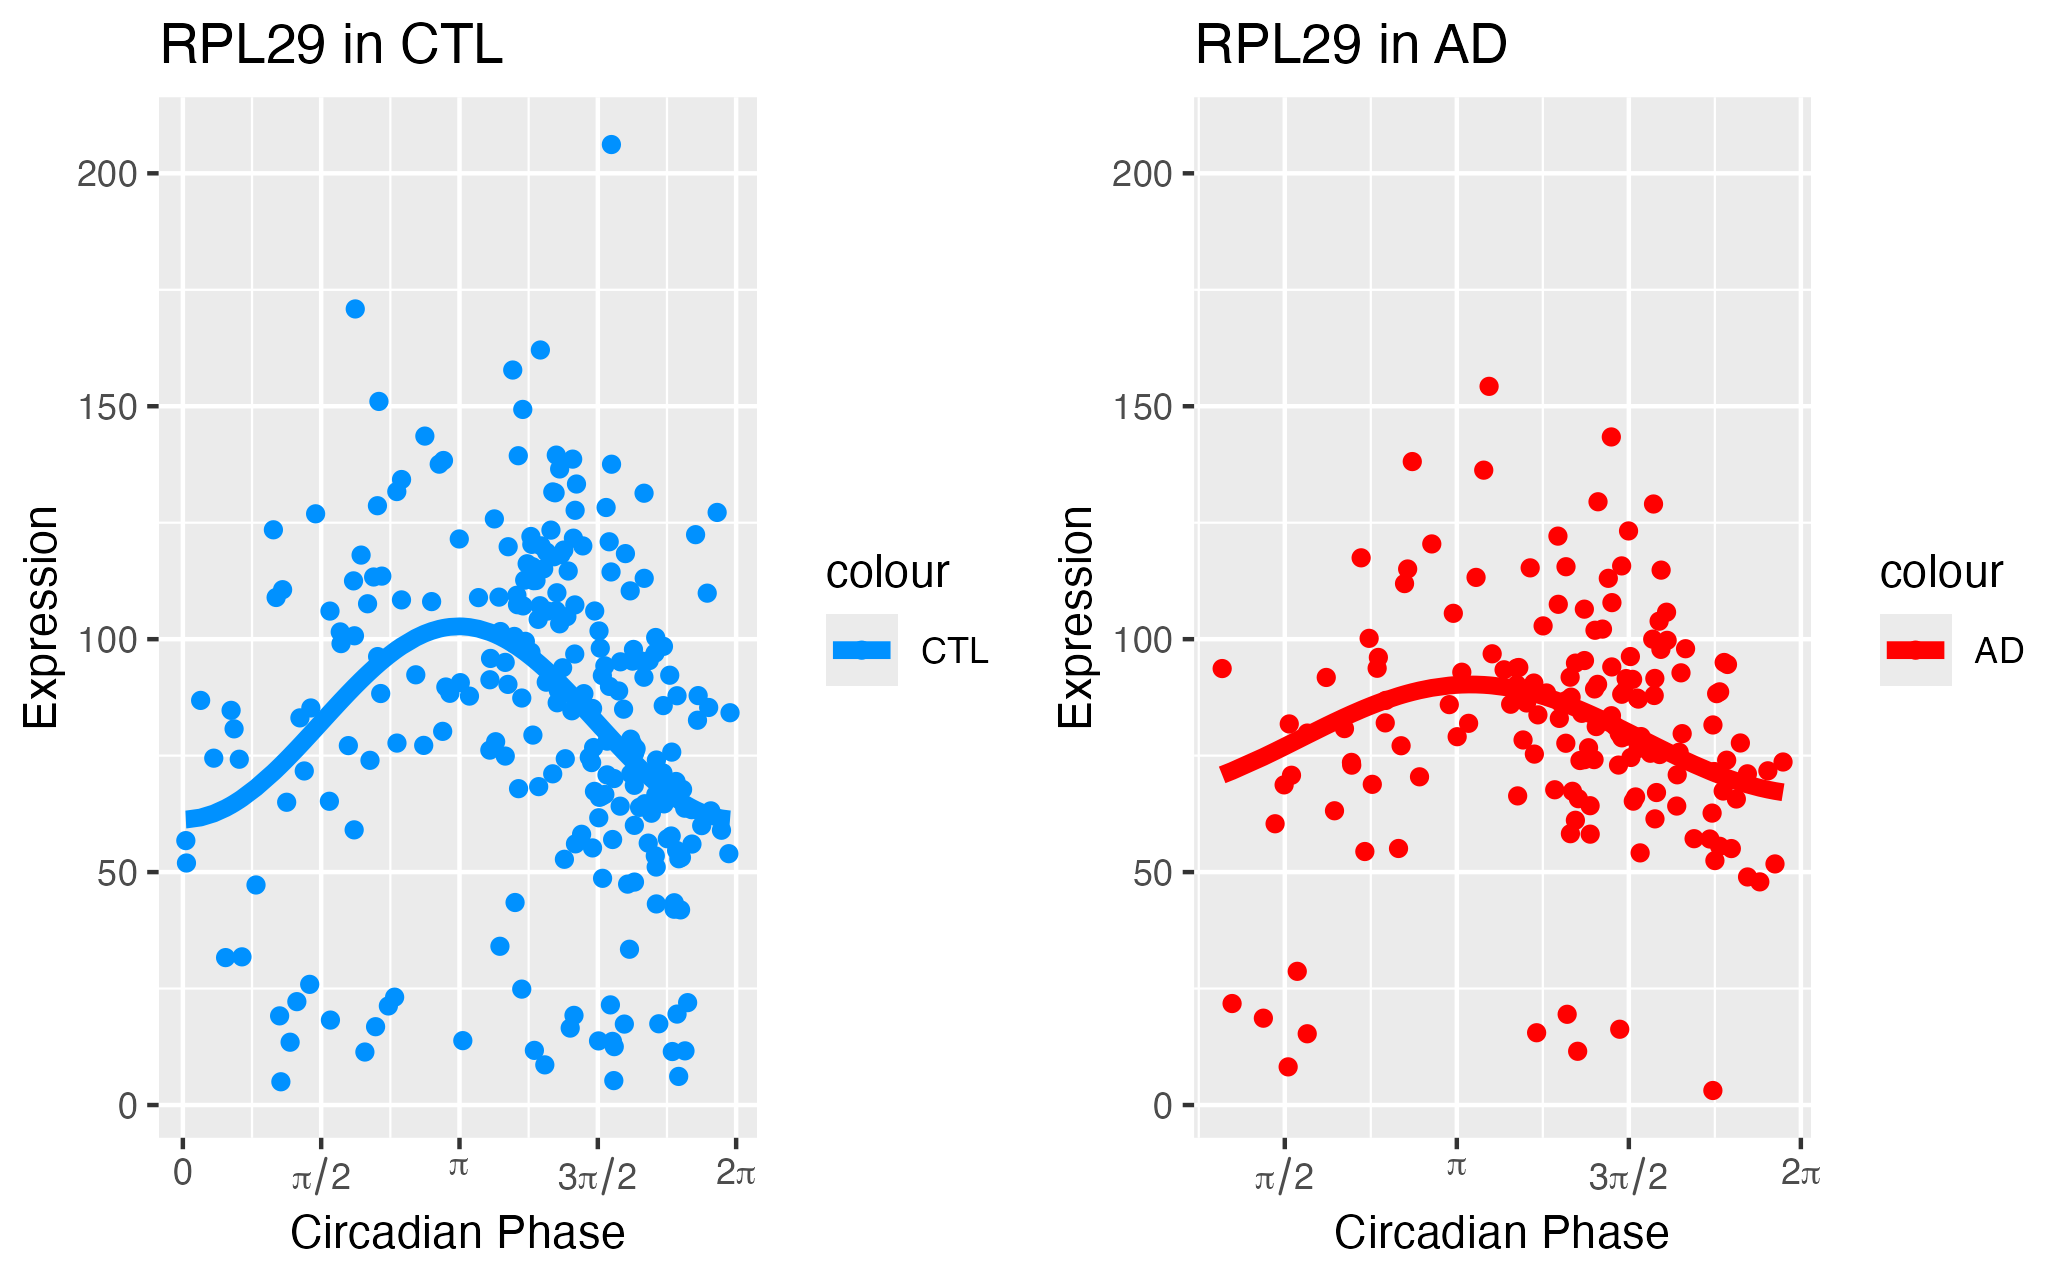 RPL29 in CTL
Expression
200
150
100
50
0
0 π/2 π 3π/2 2π
Circadian Phase
colour
CTL
RPL29 in AD
Expression
200
150
100
50
0
π/2 π 3π/2 2π
Circadian Phase
colour
AD